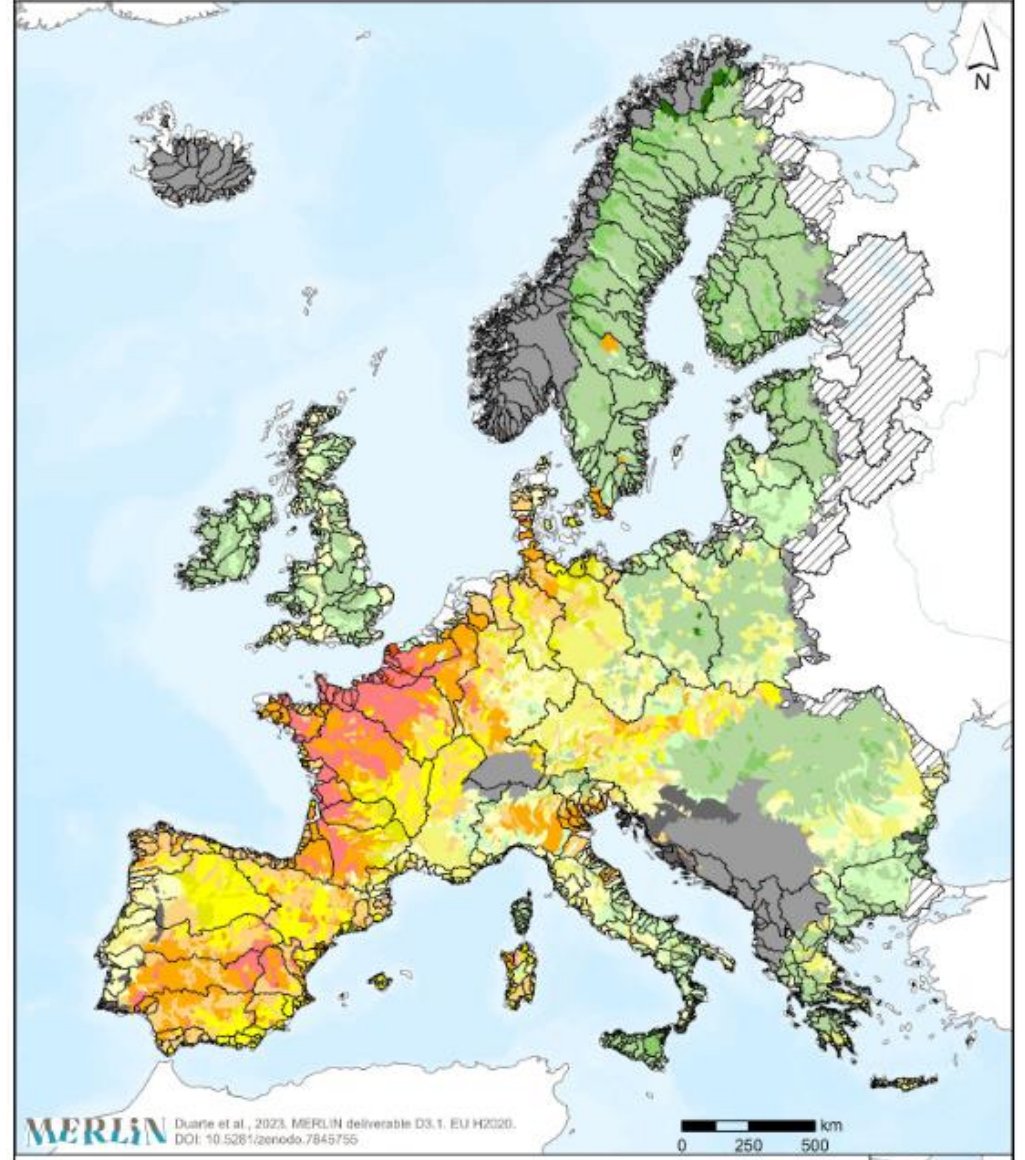 N
MERLIN Duarte et al., 2023. MERLIN deliverable D3.1. EU H2020.
DOI: 10.5281/zenodo.7845755
km
0 250 500